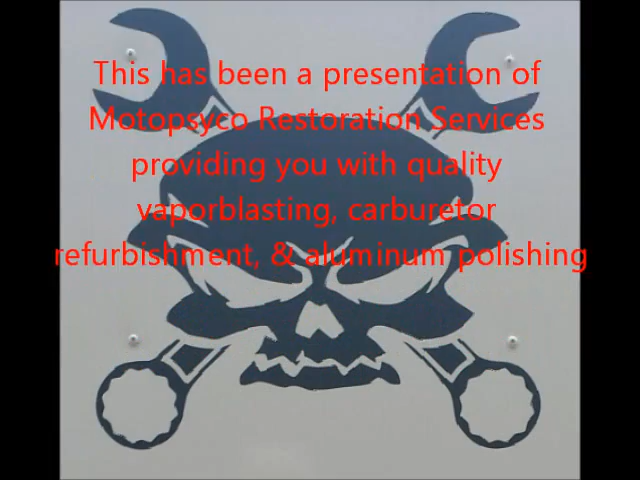 This has been a presentation of
Motopsyco Restoration Services
providing you with quality
vaporblasting, carburetor
refurbishment, & aluminum polishing